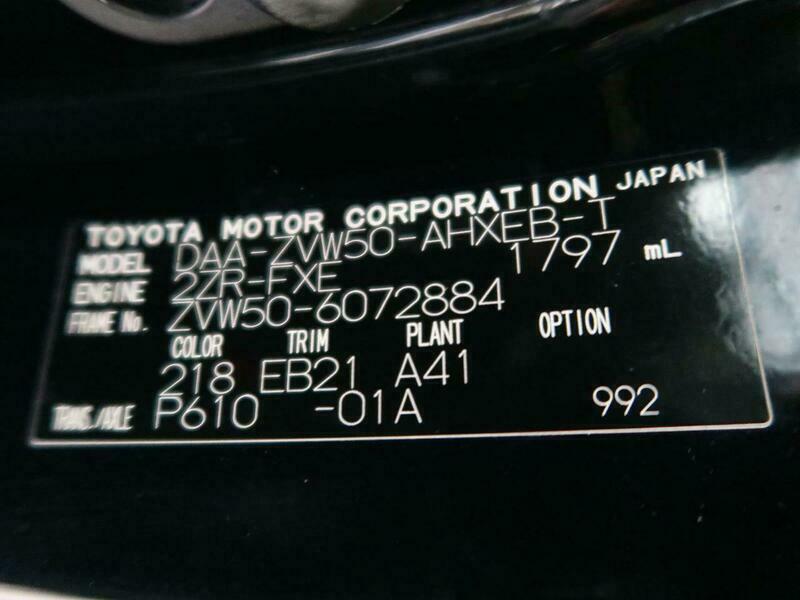 TOYOTA MOTOR CORPORATION JAPAN
MODEL DAA-ZVW50-AHXEB-T
ENGINE 2ZR-FXE 1797 mL
FRAME No. ZVW50-6072884
COLOR TRIM PLANT OPTION
218 EB21 A41
TRANS./AXLE P610 -01A 992